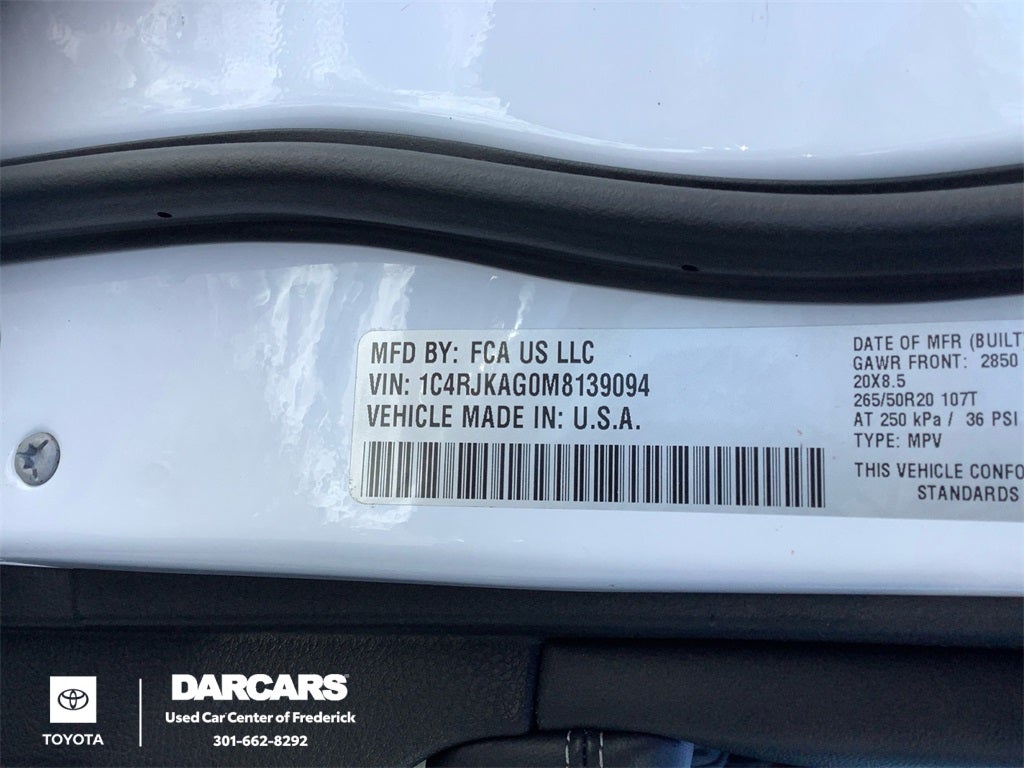 MFD BY: FCA US LLC
VIN: 1C4RJKAG0M8139094
VEHICLE MADE IN: U.S.A.
DATE OF MFR (BUILT)
GAWR FRONT: 2850
20X8.5
265/50R20 107T
AT 250 kPa / 36 PSI
TYPE: MPV
THIS VEHICLE CONFO
STANDARDS
TOYOTA
DARCARS
Used Car Center of Frederick
301-662-8292